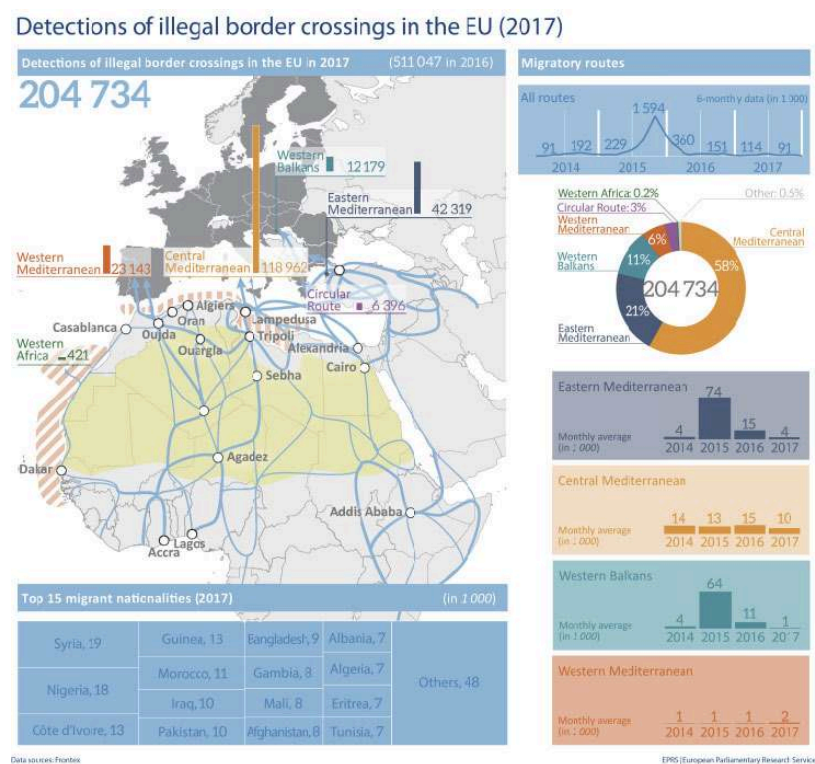 Detections of illegal border crossings in the EU (2017)
Detections of illegal border crossings in the EU in 2017 (511 047 in 2016)
204 734
Western
Balkans 12 179
Eastern
Mediterranean 42 319
Western
Mediterranean 23 143
Central
Mediterranean 118 962
Circular
Route 6 396
Western
Africa 421
Casablanca
Algiers
Oran
Oujda
Ouargla
Lampedusa
Tripoli
Alexandria
Cairo
Sebha
Agadez
Dakar
Addis Ababa
Lagos
Accra
Top 15 migrant nationalities (2017) (in 1000)
Syria, 19
Nigeria, 18
Côte d'Ivoire, 13
Guinea, 13
Morocco, 11
Iraq, 10
Pakistan, 10
Bangladesh, 9
Gambia, 8
Mali, 8
Afghanistan, 8
Albania, 7
Algeria, 7
Eritrea, 7
Tunisia, 7
Others, 48
Migratory routes
All routes 6-monthly data (in 1 000)
91 192 229 1 594 360 151 114 91
2014 2015 2016 2017
Western Africa: 0.2%
Other: 0.5%
Circular Route: 3%
Western
Mediterranean
6%
Central
Mediterranean
58%
Western
Balkans
11%
204 734
21%
Eastern
Mediterranean
Eastern Mediterranean
4 74 15 4
Monthly average
(in 1 000)
2014 2015 2016 2017
Central Mediterranean
14 13 15 10
Monthly average
(in 1 000)
2014 2015 2016 2017
Western Balkans
4 64 11 1
Monthly average
(in 1 000)
2014 2015 2016 2017
Western Mediterranean
1 1 1 2
Monthly average
(in 1 000)
2014 2015 2016 2017
Data sources: Frontex
EPRS | European Parliamentary Research Service